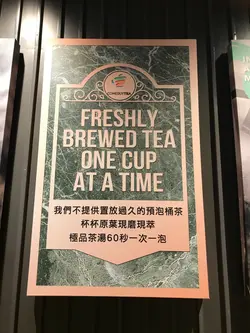 FRESHLY
BREWED TEA
ONE CUP
AT A TIME
我們不提供置放過久的預泡桶茶
杯杯原葉現磨現萃
極品茶湯60秒一次一泡